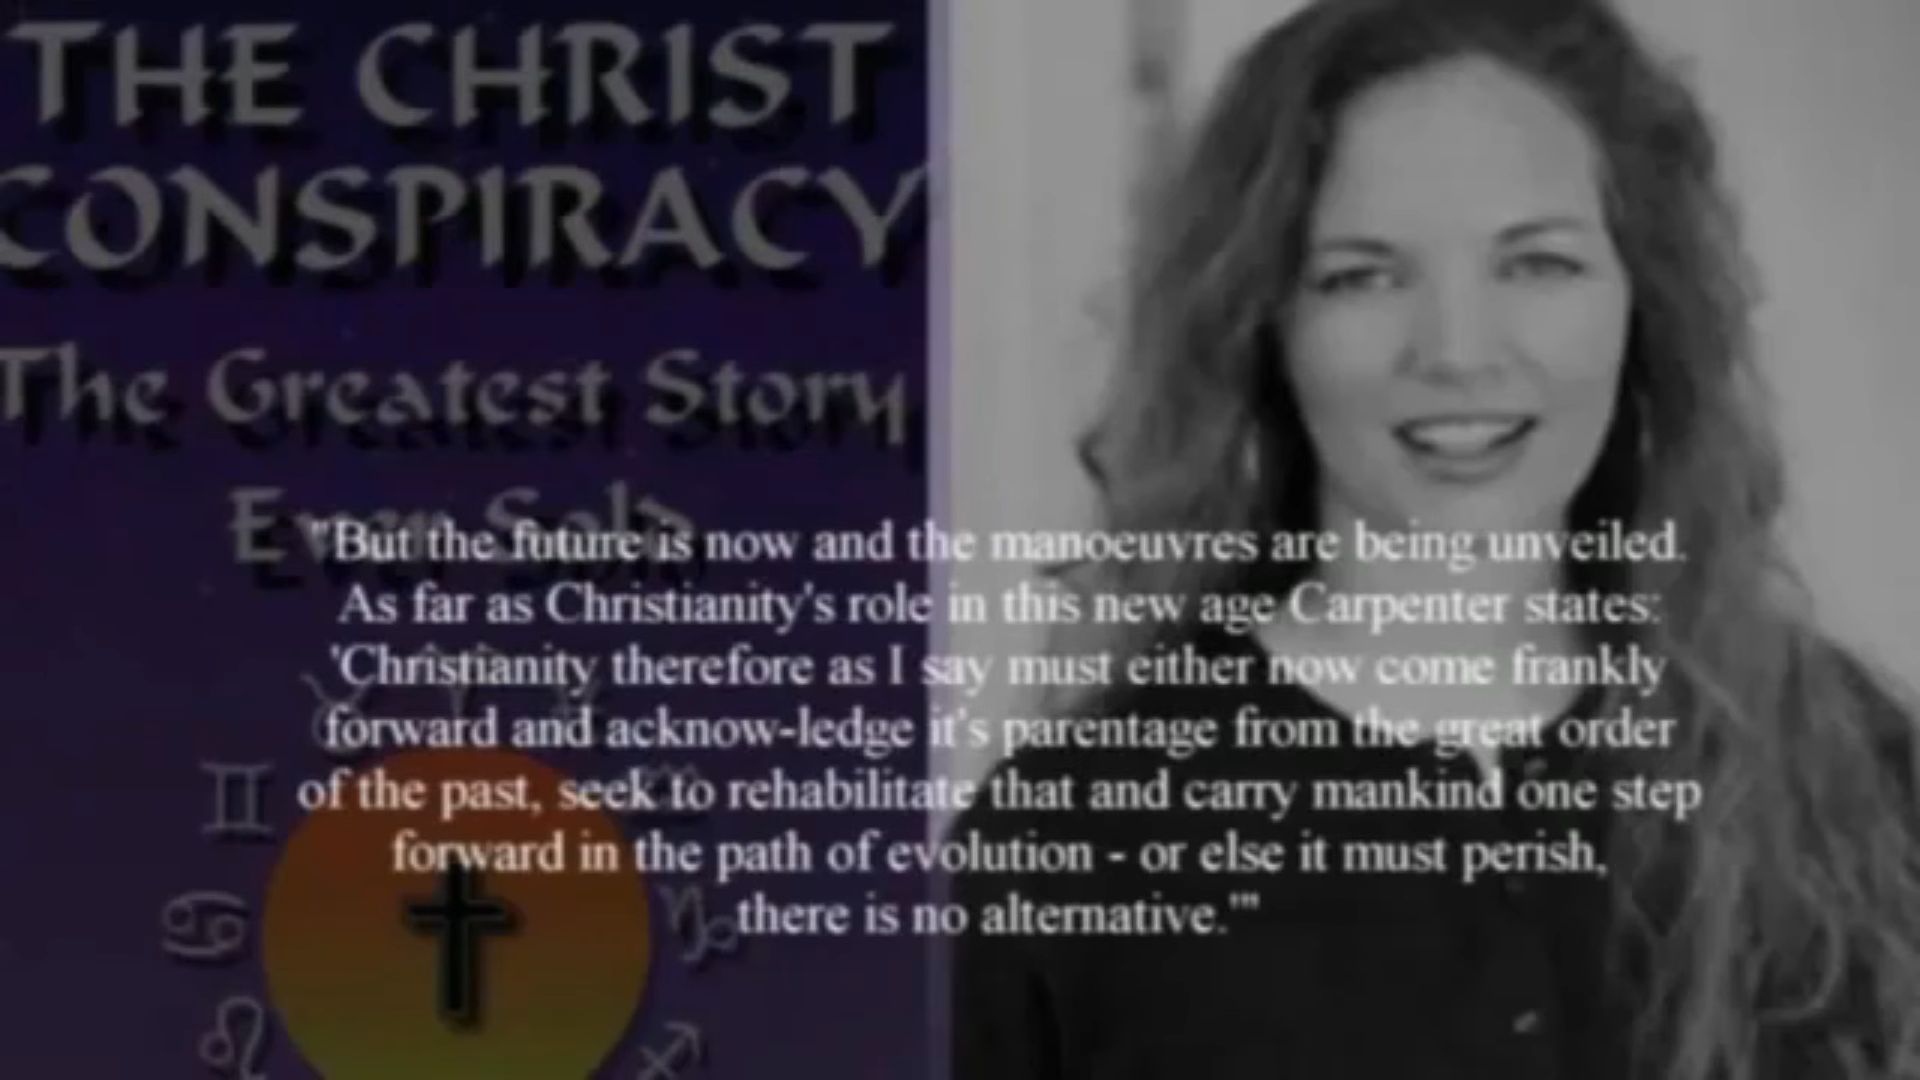 THE CHRIST
CONSPIRACY
The Greatest Story
Ever Sold
"But the future is now and the manoeuvres are being unveiled.
As far as Christianity's role in this new age Carpenter states:
'Christianity therefore as I say must either now come frankly
forward and acknow-ledge it's parentage from the great order
of the past, seek to rehabilitate that and carry mankind one step
forward in the path of evolution - or else it must perish,
there is no alternative.'"